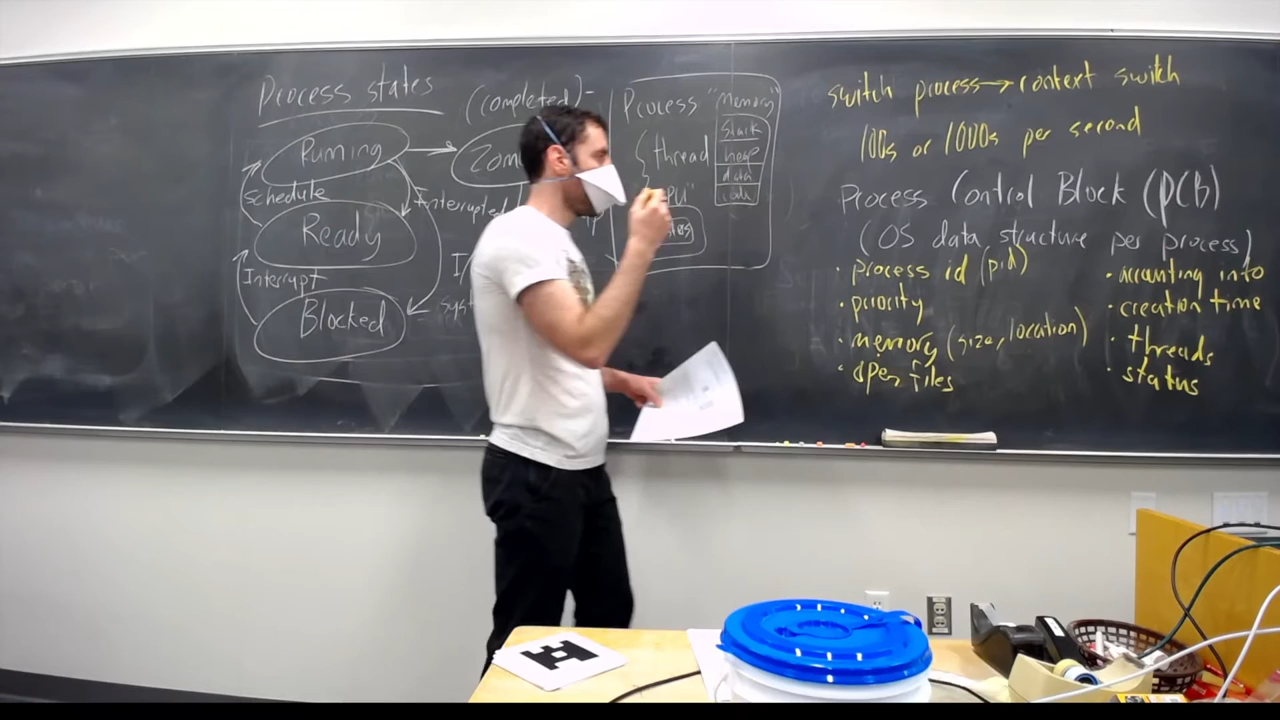 Process states
(completed)
Running
Zom
Schedule
Interrupted
Ready
Interrupt
Blocked
syst
Process "Memory"
Stack
thread
heap
data
code
switch process → context switch
100s or 1000s per second
Process Control Block (PCB)
(OS data structure per process)
• process id (pid)
• priority
• memory (size, location)
• open files
• accounting info
• creation time
• threads
• status